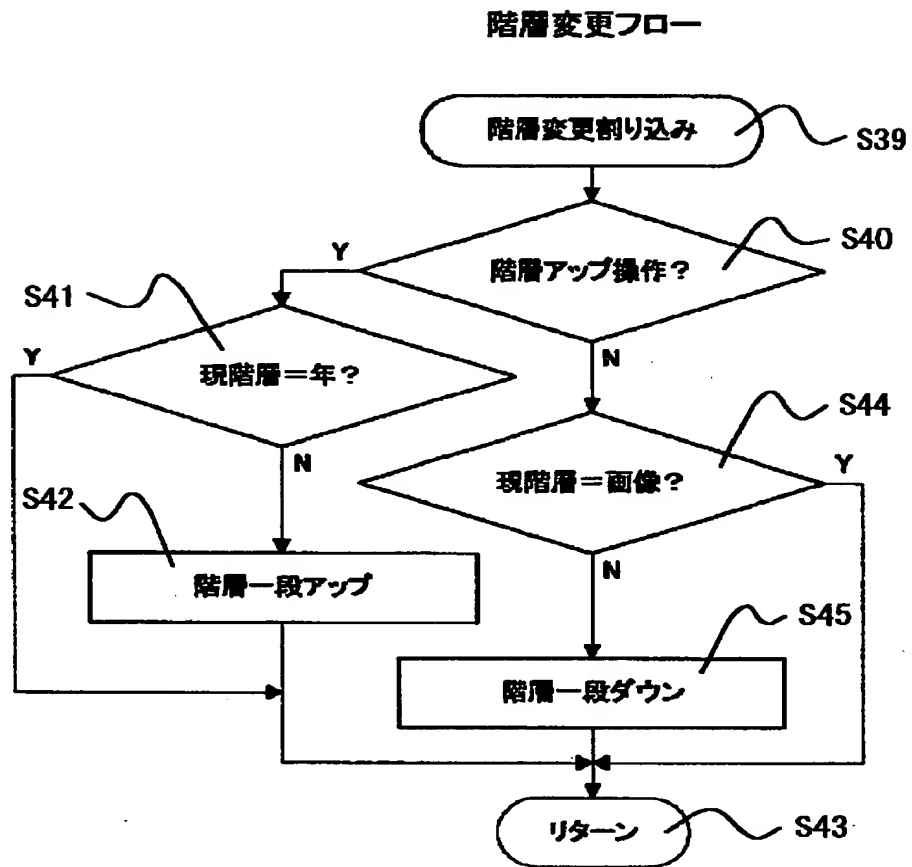 階層変更フロー
階層変更割り込み
S39
S40
Y
階層アップ操作？
S41
Y
現階層＝年？
N
S44
N
現階層＝画像？
Y
S42
階層一段アップ
N
S45
階層一段ダウン
リターン
S43